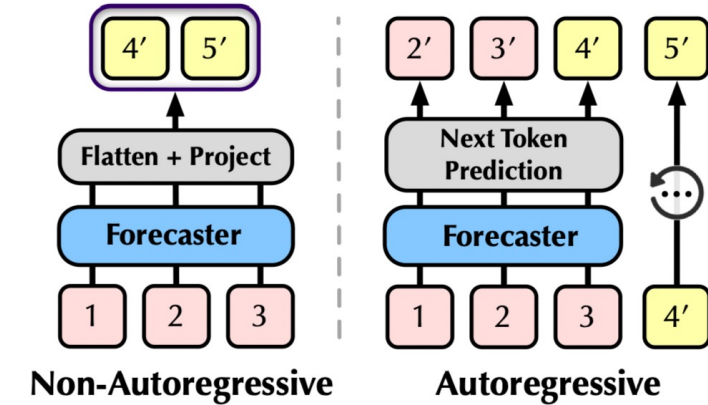 4′ 5′
Flatten + Project
Forecaster
1 2 3
Non-Autoregressive
2′ 3′ 4′ 5′
Next Token
Prediction
Forecaster
1 2 3 4′
Autoregressive